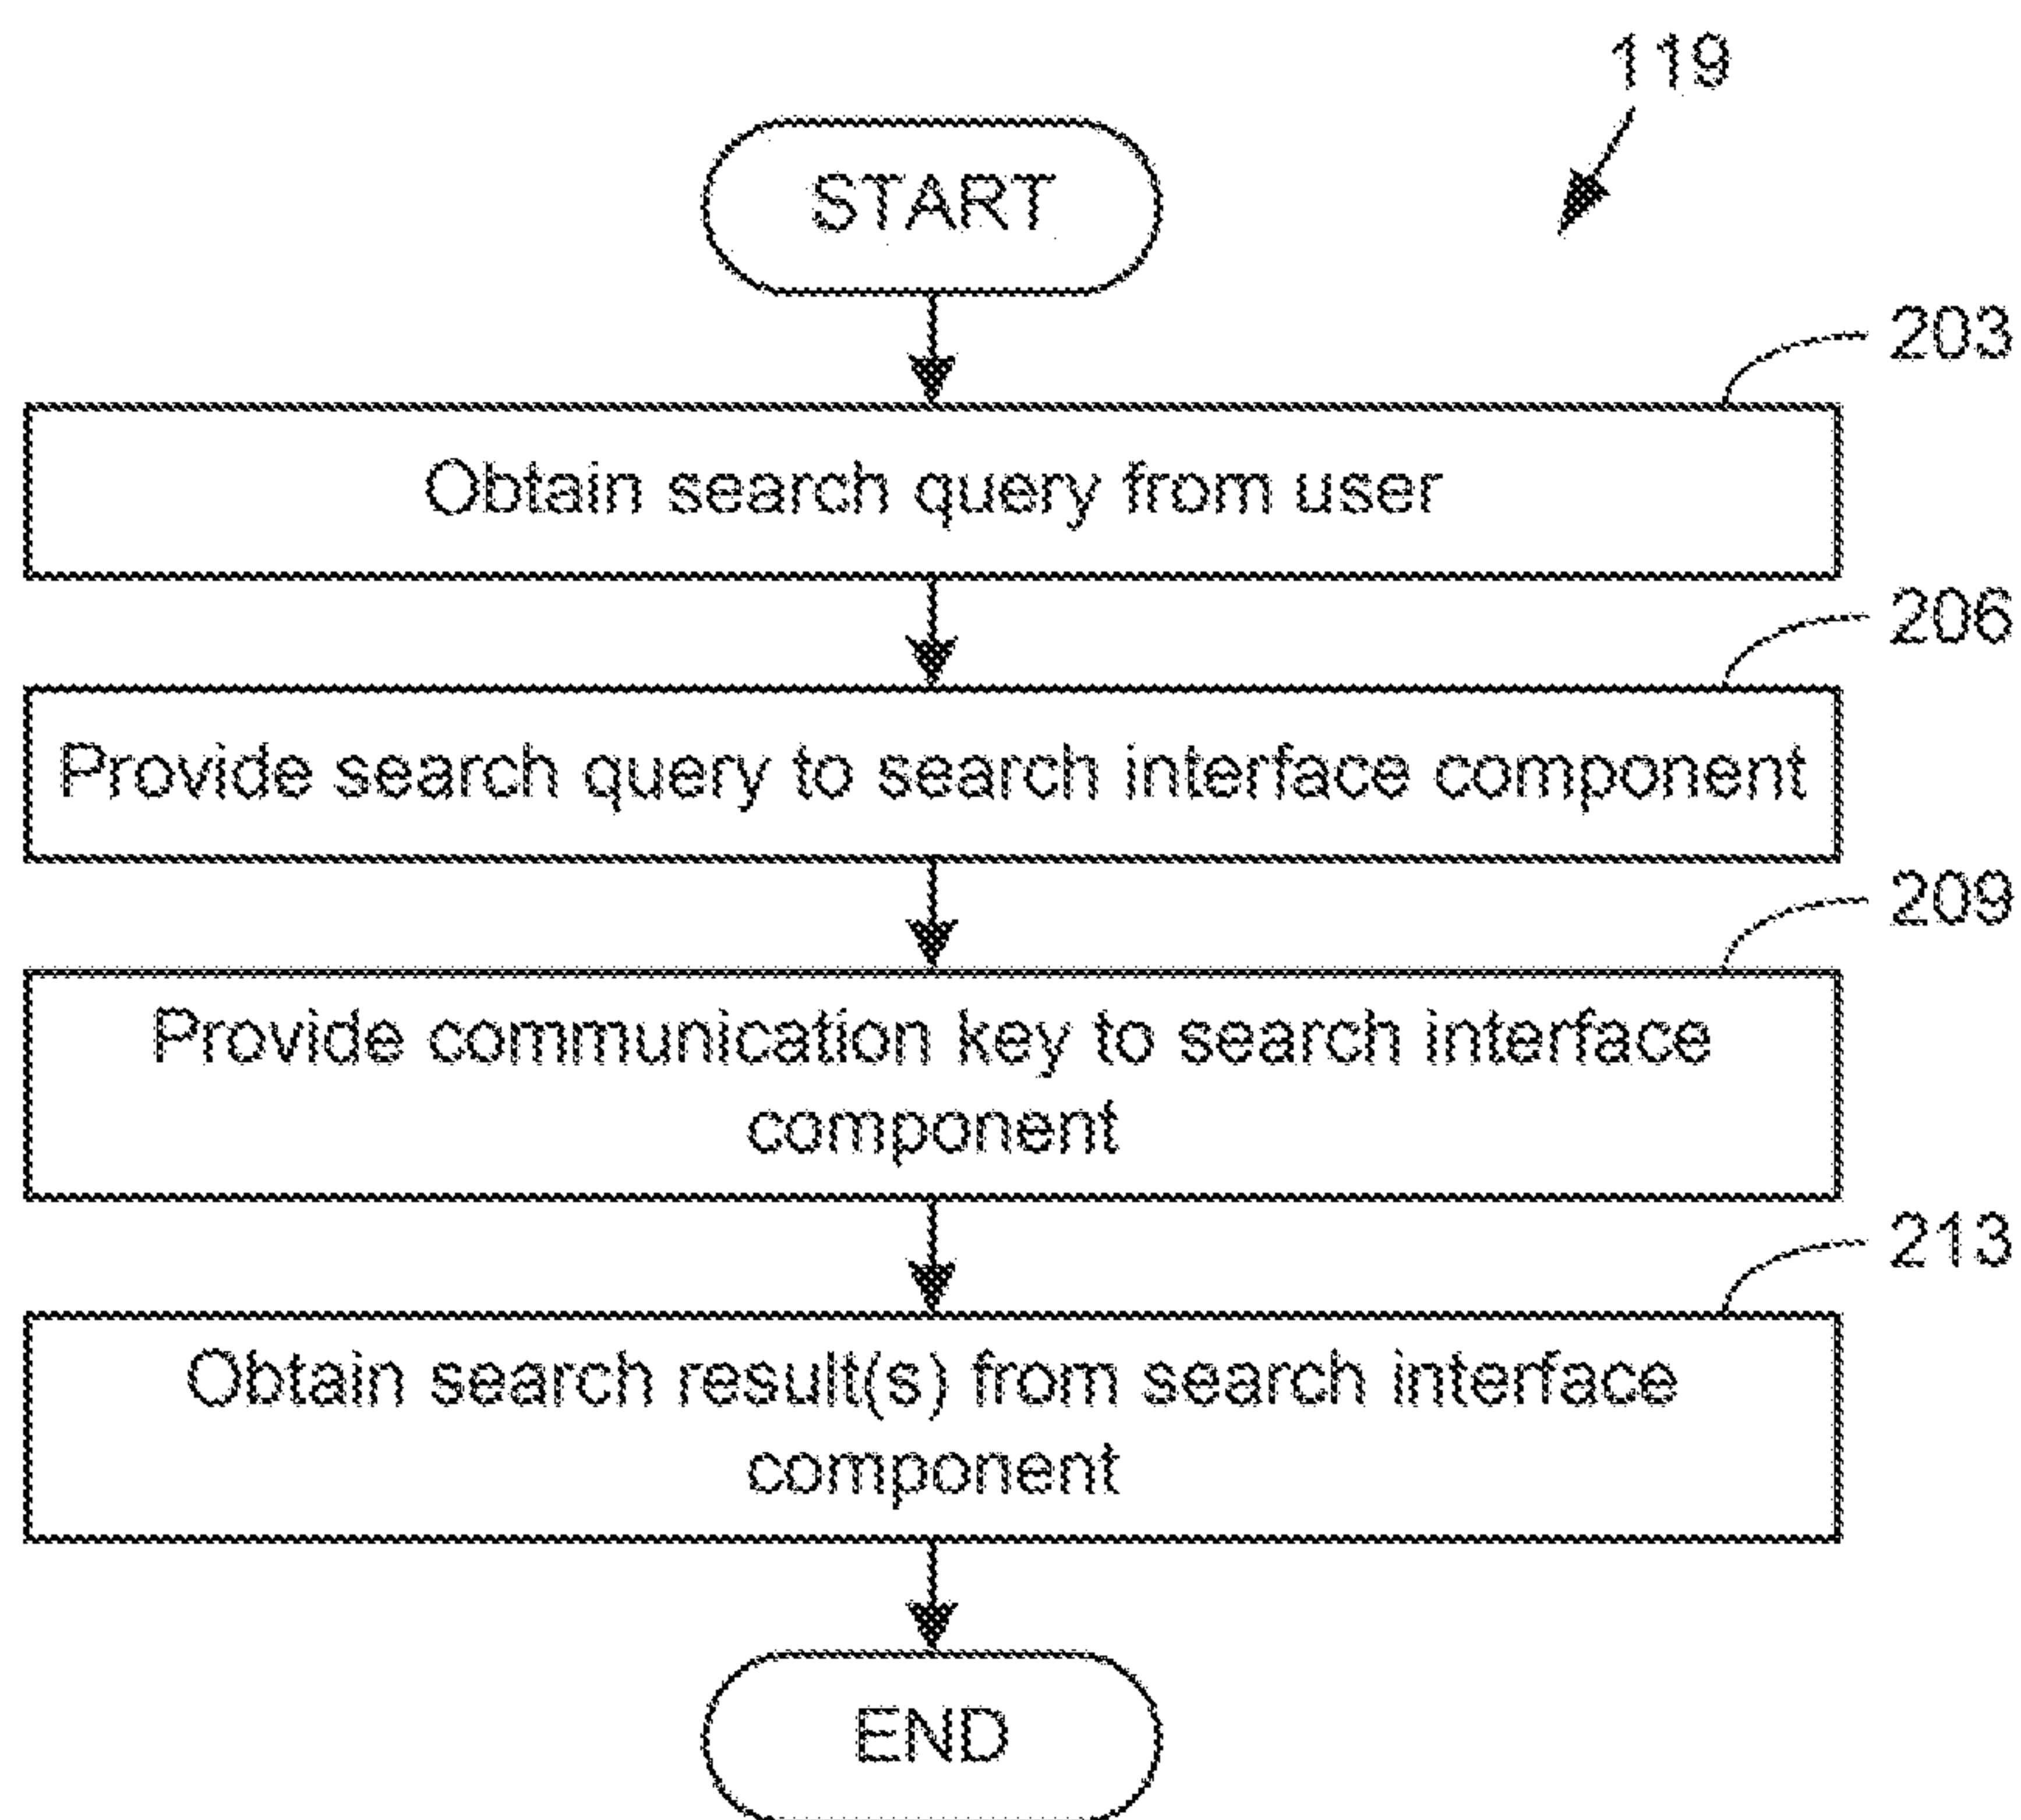 119
START
203
Obtain search query from user
206
Provide search query to search interface component
209
Provide communication key to search interface
component
213
Obtain search result(s) from search interface
component
END